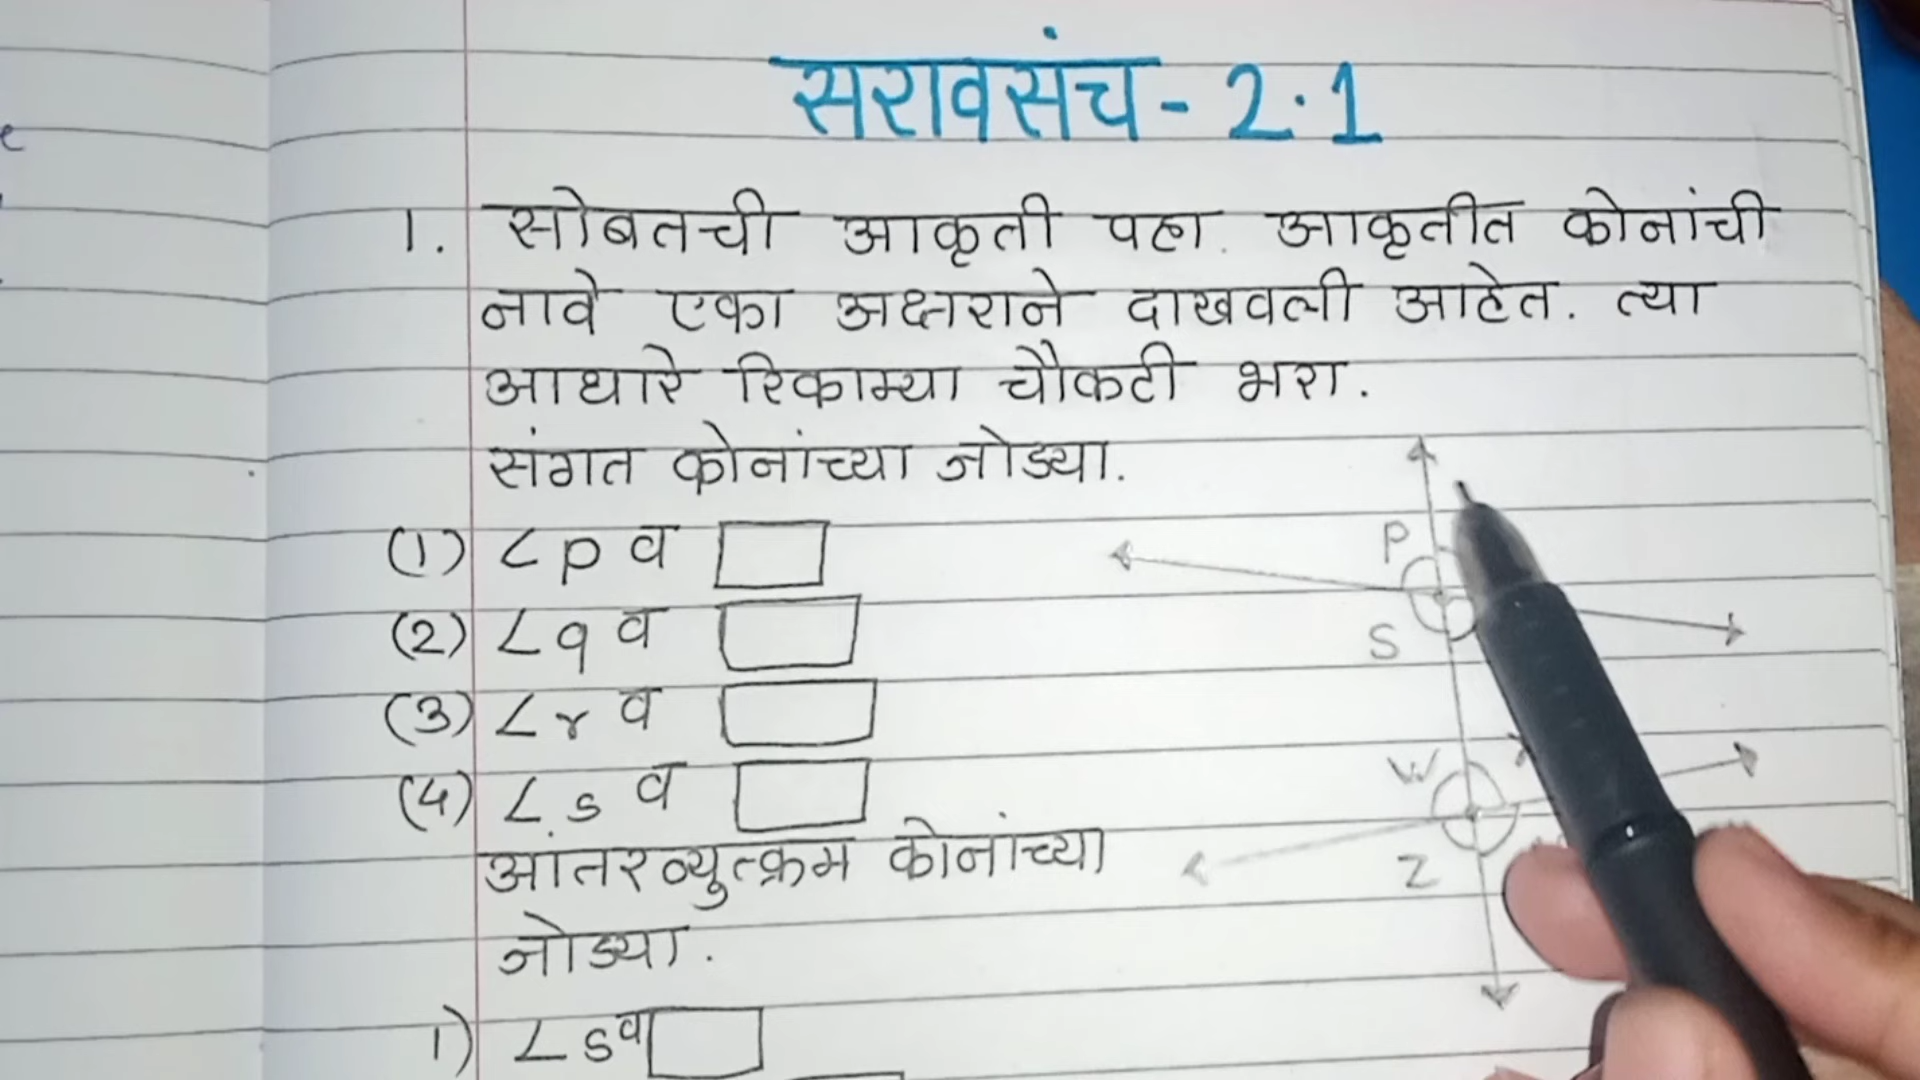 सरावसंच - 2.1
1. सोबतची आकृती पहा. आकृतीत कोनांची
नावे एका अक्षराने दाखवली आहेत. त्या
आधारे रिकाम्या चौकटी भरा.
संगत कोनांच्या जोड्या.
(1) ∠p व
(2) ∠q व
(3) ∠r व
(4) ∠s व
आंतरव्युत्क्रम कोनांच्या
जोड्या.
1) ∠s व
P
S
W
Z